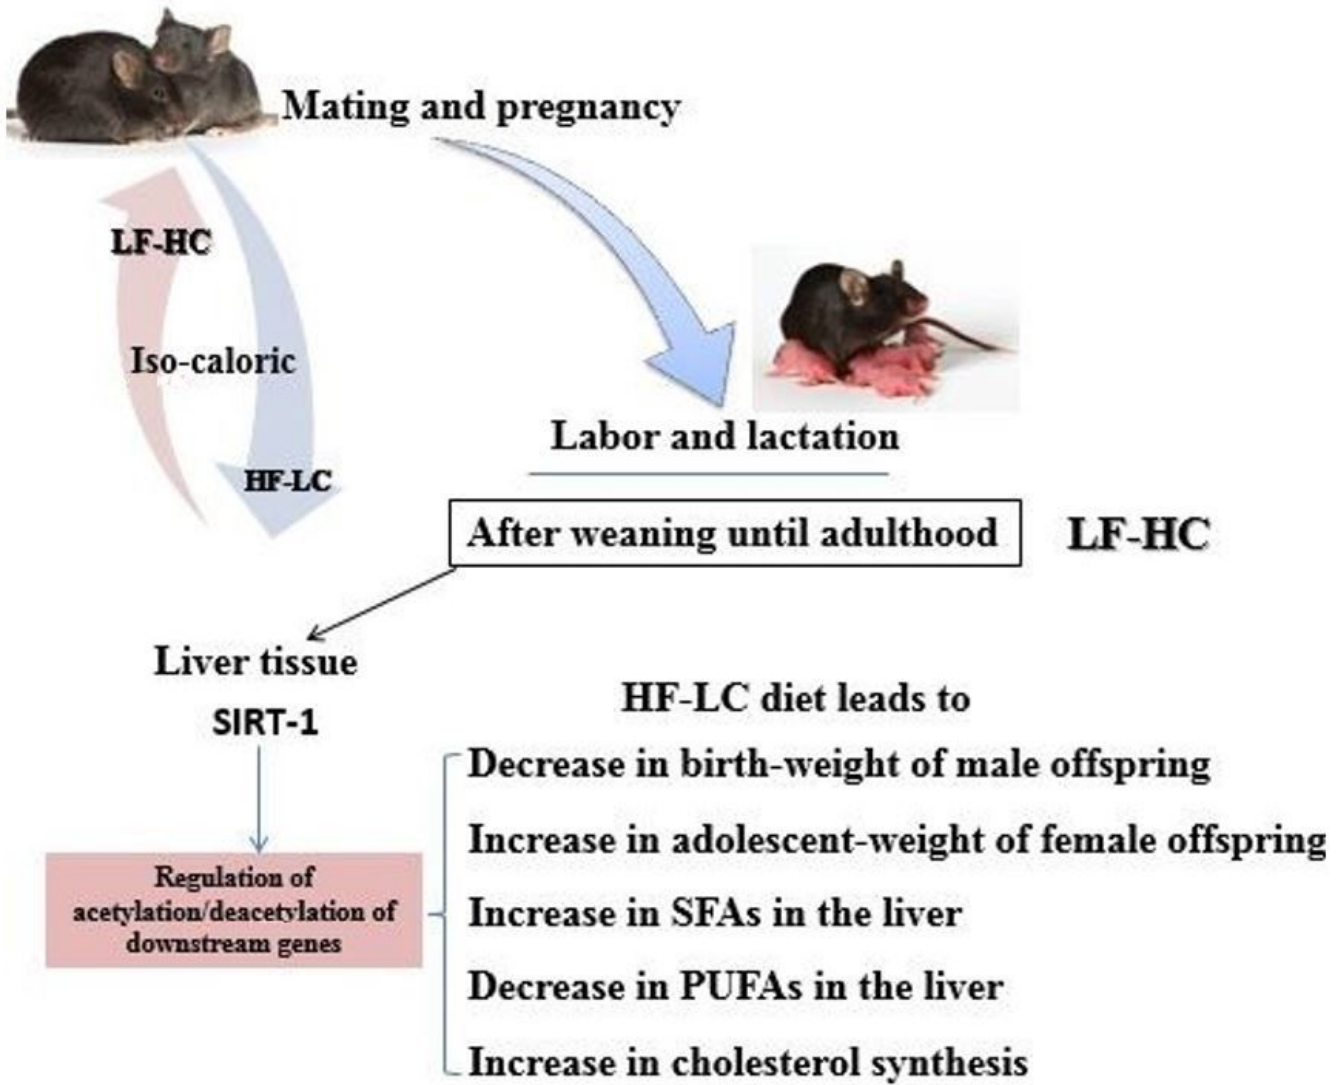 Mating and pregnancy
LF-HC
Iso-caloric
HF-LC
Labor and lactation
After weaning until adulthood
LF-HC
Liver tissue
SIRT-1
Regulation of
acetylation/deacetylation of
downstream genes
HF-LC diet leads to
Decrease in birth-weight of male offspring
Increase in adolescent-weight of female offspring
Increase in SFAs in the liver
Decrease in PUFAs in the liver
Increase in cholesterol synthesis